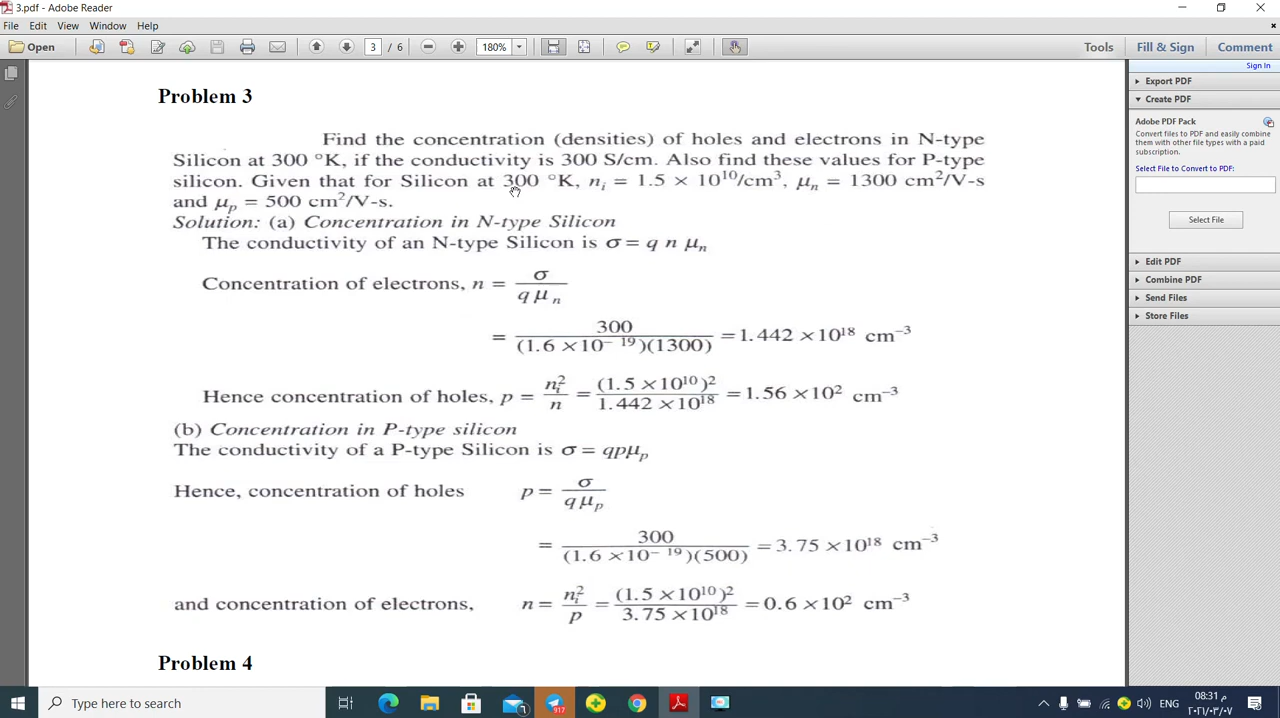 3.pdf - Adobe Reader
File Edit View Window Help
Open 3 / 6 180% Tools Fill & Sign Comment
Sign In
Export PDF
Create PDF
Adobe PDF Pack
Convert files to PDF and easily combine
them with other file types with a paid
subscription.
Select File to Convert to PDF:
Select File
Edit PDF
Combine PDF
Send Files
Store Files
Problem 3
Find the concentration (densities) of holes and electrons in N-type
Silicon at 300 °K, if the conductivity is 300 S/cm. Also find these values for P-type
silicon. Given that for Silicon at 300 °K, nᵢ = 1.5 × 10¹⁰/cm³, μₙ = 1300 cm²/V-s
and μₚ = 500 cm²/V-s.
Solution: (a) Concentration in N-type Silicon
The conductivity of an N-type Silicon is σ = q n μₙ
Concentration of electrons, n = σ / (q μₙ)
= 300 / ((1.6 ×10⁻¹⁹)(1300)) = 1.442 ×10¹⁸ cm⁻³
Hence concentration of holes, p = nᵢ² / n = (1.5 ×10¹⁰)² / (1.442 ×10¹⁸) = 1.56 ×10² cm⁻³
(b) Concentration in P-type silicon
The conductivity of a P-type Silicon is σ = qpμₚ
Hence, concentration of holes p = σ / (q μₚ)
= 300 / ((1.6 ×10⁻¹⁹)(500)) = 3.75 ×10¹⁸ cm⁻³
and concentration of electrons, n = nᵢ² / p = (1.5 ×10¹⁰)² / (3.75 ×10¹⁸) = 0.6 ×10² cm⁻³
Problem 4
Type here to search 7 917 ENG 08:31 م
٢٠٢١/٠٣/٠٧